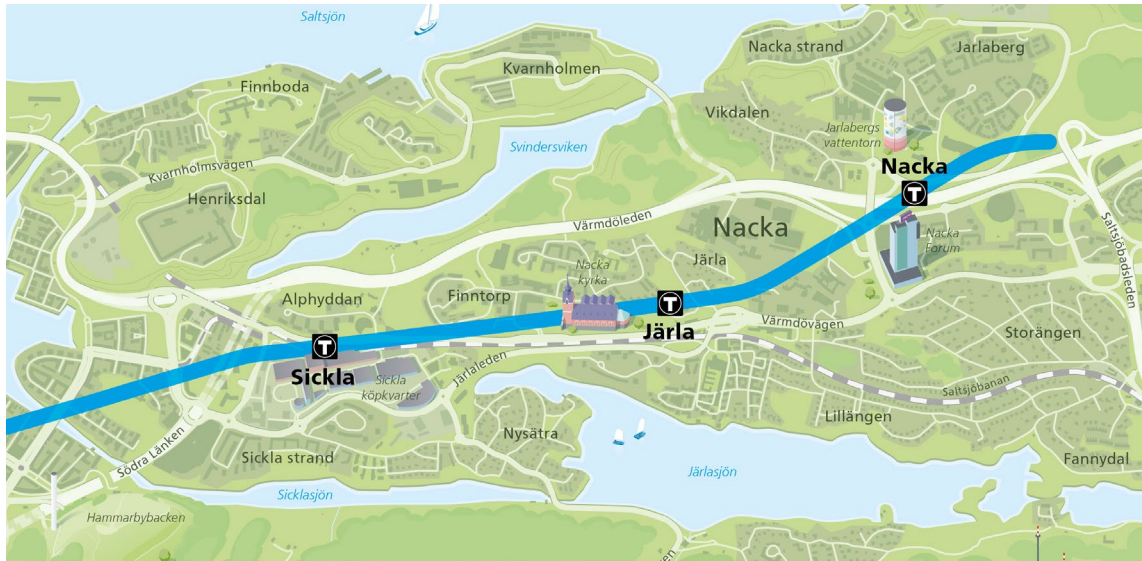 Saltsjön
Nacka strand
Jarlaberg
Kvarnholmen
Finnboda
Vikdalen
Jarlabergs
vattentorn
Svindersviken
Kvarnholmsvägen
Nacka
T
Henriksdal
Värmdöleden
Nacka
Nacka
Forum
Saltsjöbadsleden
Nacka
kyrka
Järla
Alphyddan
Finntorp
T
Järla
Värmdövägen
Storängen
T
Sickla
Sickla
köpkvarter
Järlaleden
Saltsjöbanan
Lillängen
Nysätra
Södra Länken
Sickla strand
Fannydal
Järlasjön
Sicklasjön
Hammarbybacken